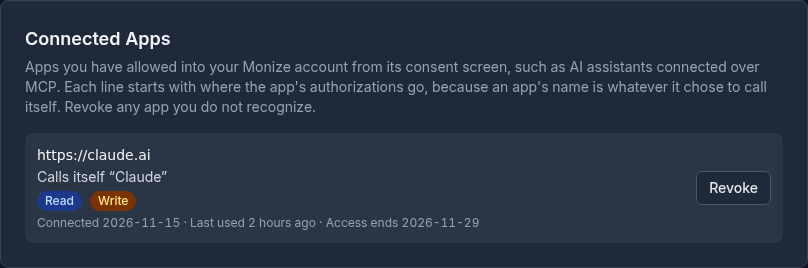 Connected Apps
Apps you have allowed into your Monize account from its consent screen, such as AI assistants connected over
MCP. Each line starts with where the app's authorizations go, because an app's name is whatever it chose to call
itself. Revoke any app you do not recognize.
https://claude.ai
Calls itself “Claude”
Read Write
Revoke
Connected 2026-11-15 · Last used 2 hours ago · Access ends 2026-11-29